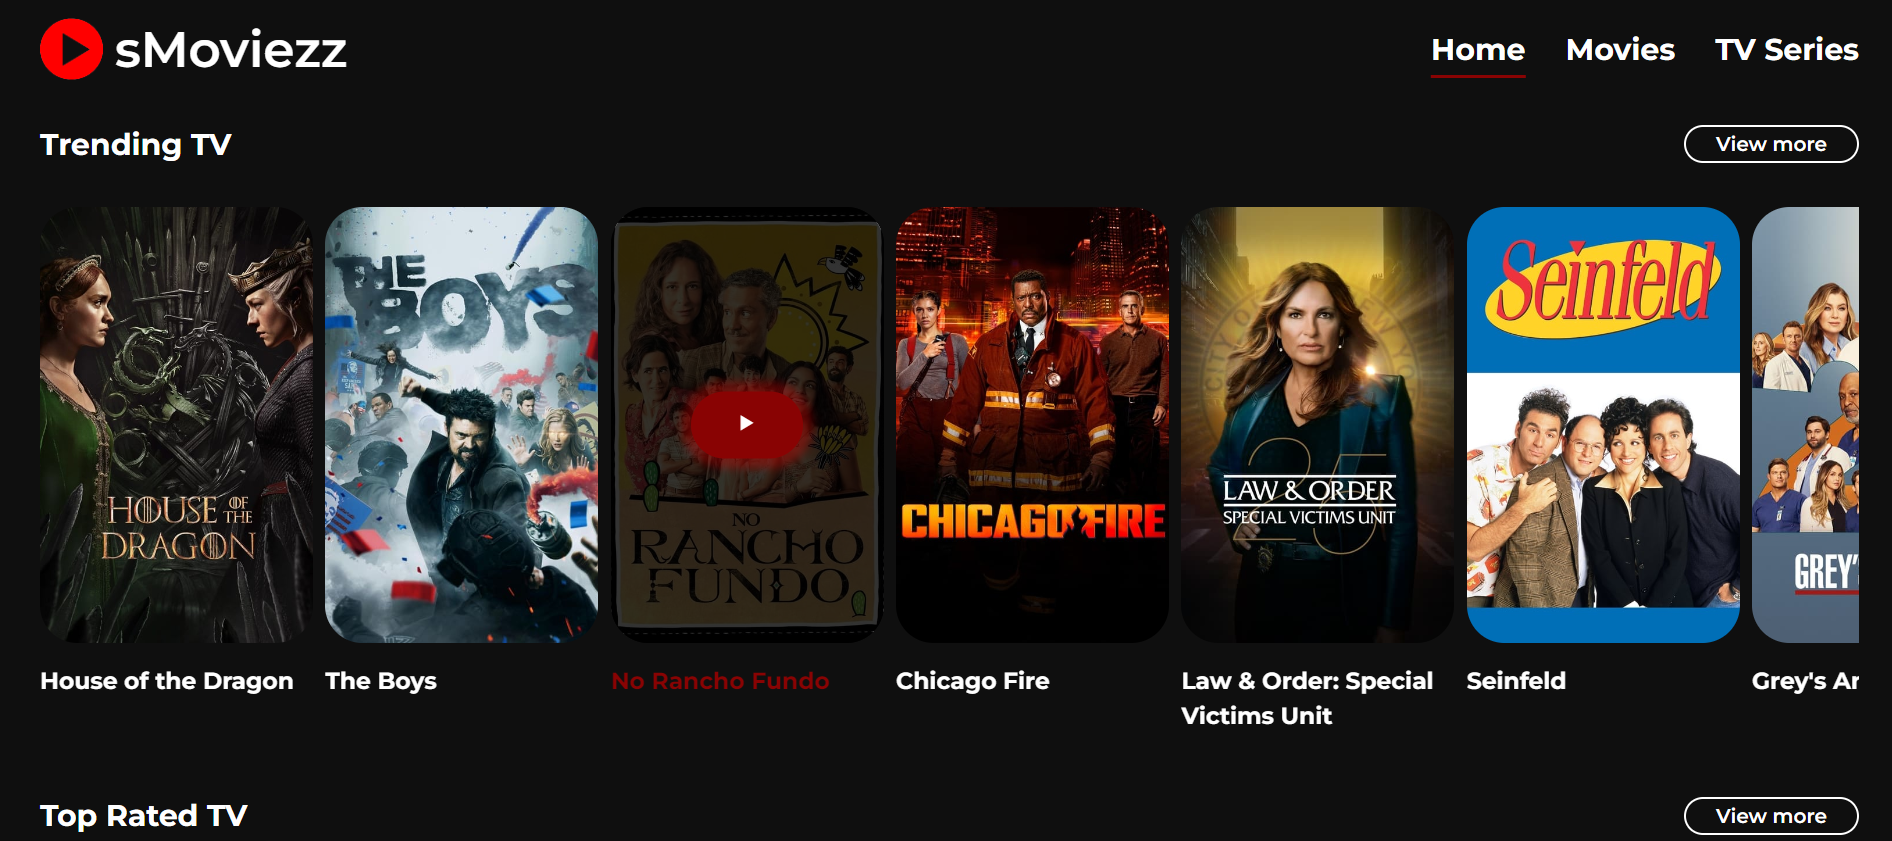 sMoviezz
Home Movies TV Series
Trending TV
View more
HOUSE OF THE
DRAGON
THE
BOYS
NO
RANCHO
FUNDO
CHICAGO FIRE
LAW & ORDER
SPECIAL VICTIMS UNIT
25
Seinfeld
GREY'
House of the Dragon
The Boys
No Rancho Fundo
Chicago Fire
Law & Order: Special
Victims Unit
Seinfeld
Grey's Ar
Top Rated TV
View more